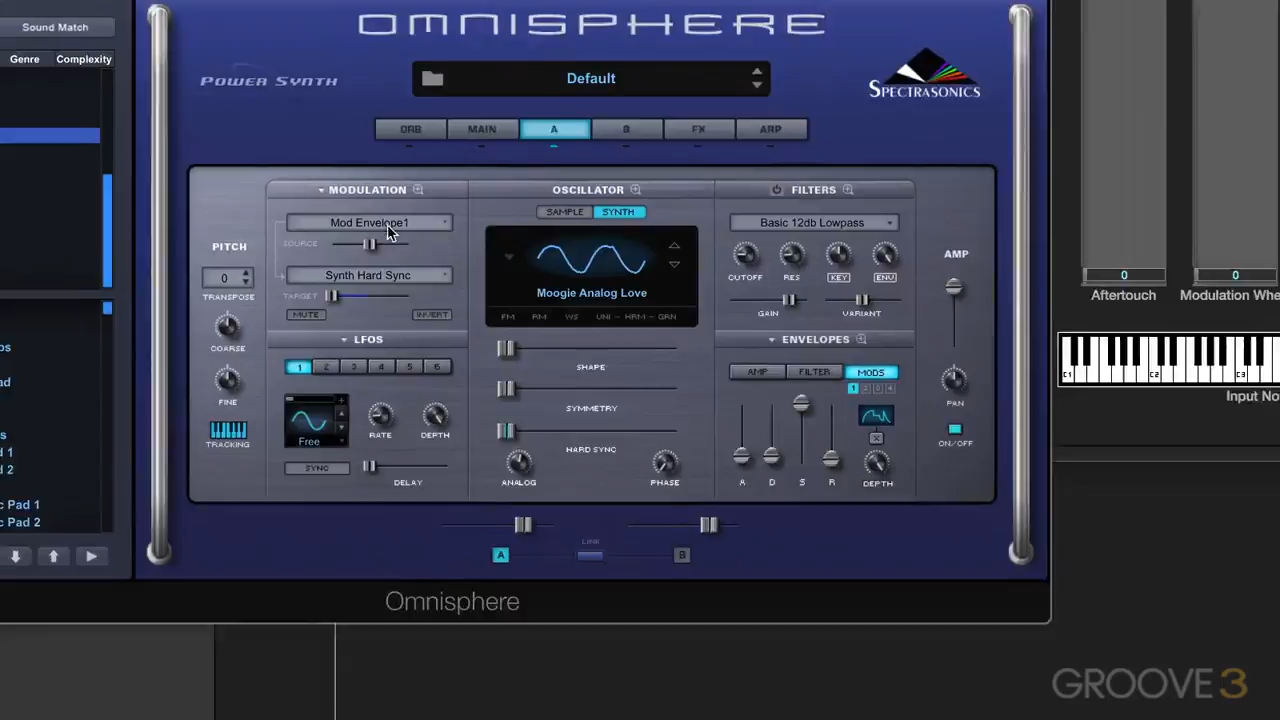 Sound Match
Genre
Complexity
OMNISPHERE
POWER SYNTH
Default
SPECTRASONICS
ORB
MAIN
A
B
FX
ARP
MODULATION
OSCILLATOR
FILTERS
Mod Envelope1
SAMPLE
SYNTH
Basic 12db Lowpass
PITCH
SOURCE
0
TRANSPOSE
Synth Hard Sync
TARGET
MUTE
INVERT
Moogie Analog Love
FM
RM
WS
UNI
HRM
GRN
CUTOFF
RES
KEY
ENV
GAIN
VARIANT
AMP
COARSE
FINE
TRACKING
LFOS
1
2
3
4
5
6
Free
RATE
DEPTH
SYNC
DELAY
SHAPE
SYMMETRY
HARD SYNC
ANALOG
PHASE
ENVELOPES
AMP
FILTER
MODS
1
2
3
4
A
D
S
R
DEPTH
PAN
ON/OFF
LINK
A
B
Omnisphere
ps
ad
s
d 1
d 2
c Pad 1
c Pad 2
0
0
Aftertouch
Modulation Whe
C1
C2
C3
Input No
GROOVE3